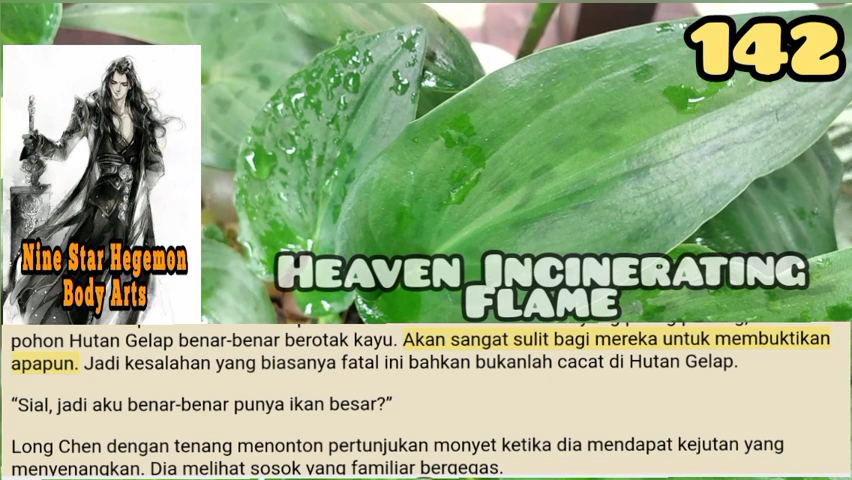 142
Nine Star Hegemon
Body Arts
Heaven Incinerating
Flame
pohon Hutan Gelap benar-benar berotak kayu. Akan sangat sulit bagi mereka untuk membuktikan
apapun. Jadi kesalahan yang biasanya fatal ini bahkan bukanlah cacat di Hutan Gelap.
“Sial, jadi aku benar-benar punya ikan besar?”
Long Chen dengan tenang menonton pertunjukan monyet ketika dia mendapat kejutan yang
menyenangkan. Dia melihat sosok yang familiar bergegas.